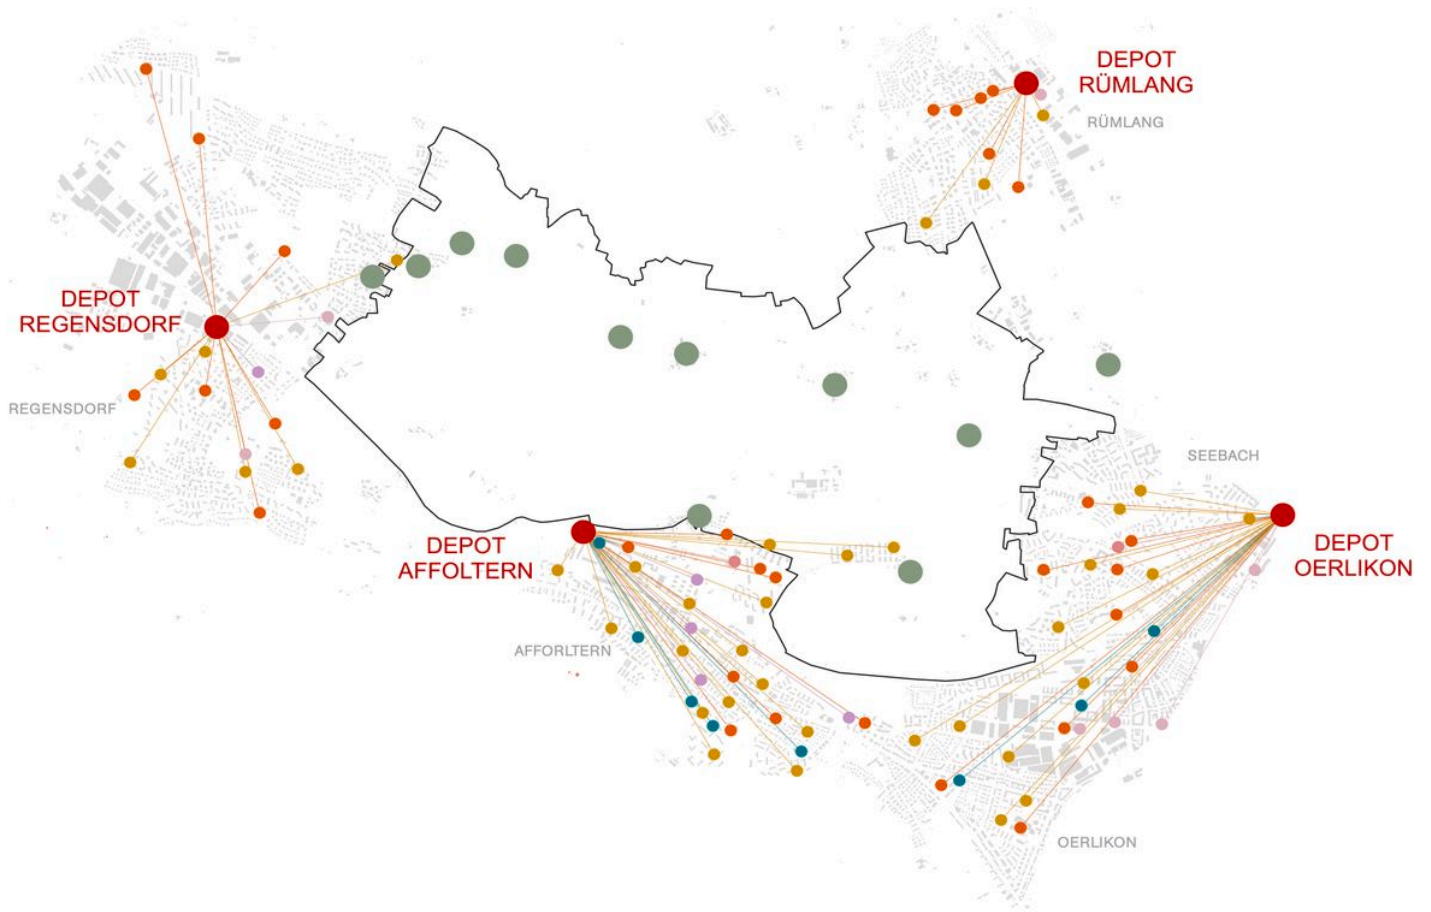 DEPOT
RÜMLANG
RÜMLANG
DEPOT
REGENSDORF
REGENSDORF
SEEBACH
DEPOT
AFFOLTERN
DEPOT
OERLIKON
AFFORLTERN
OERLIKON